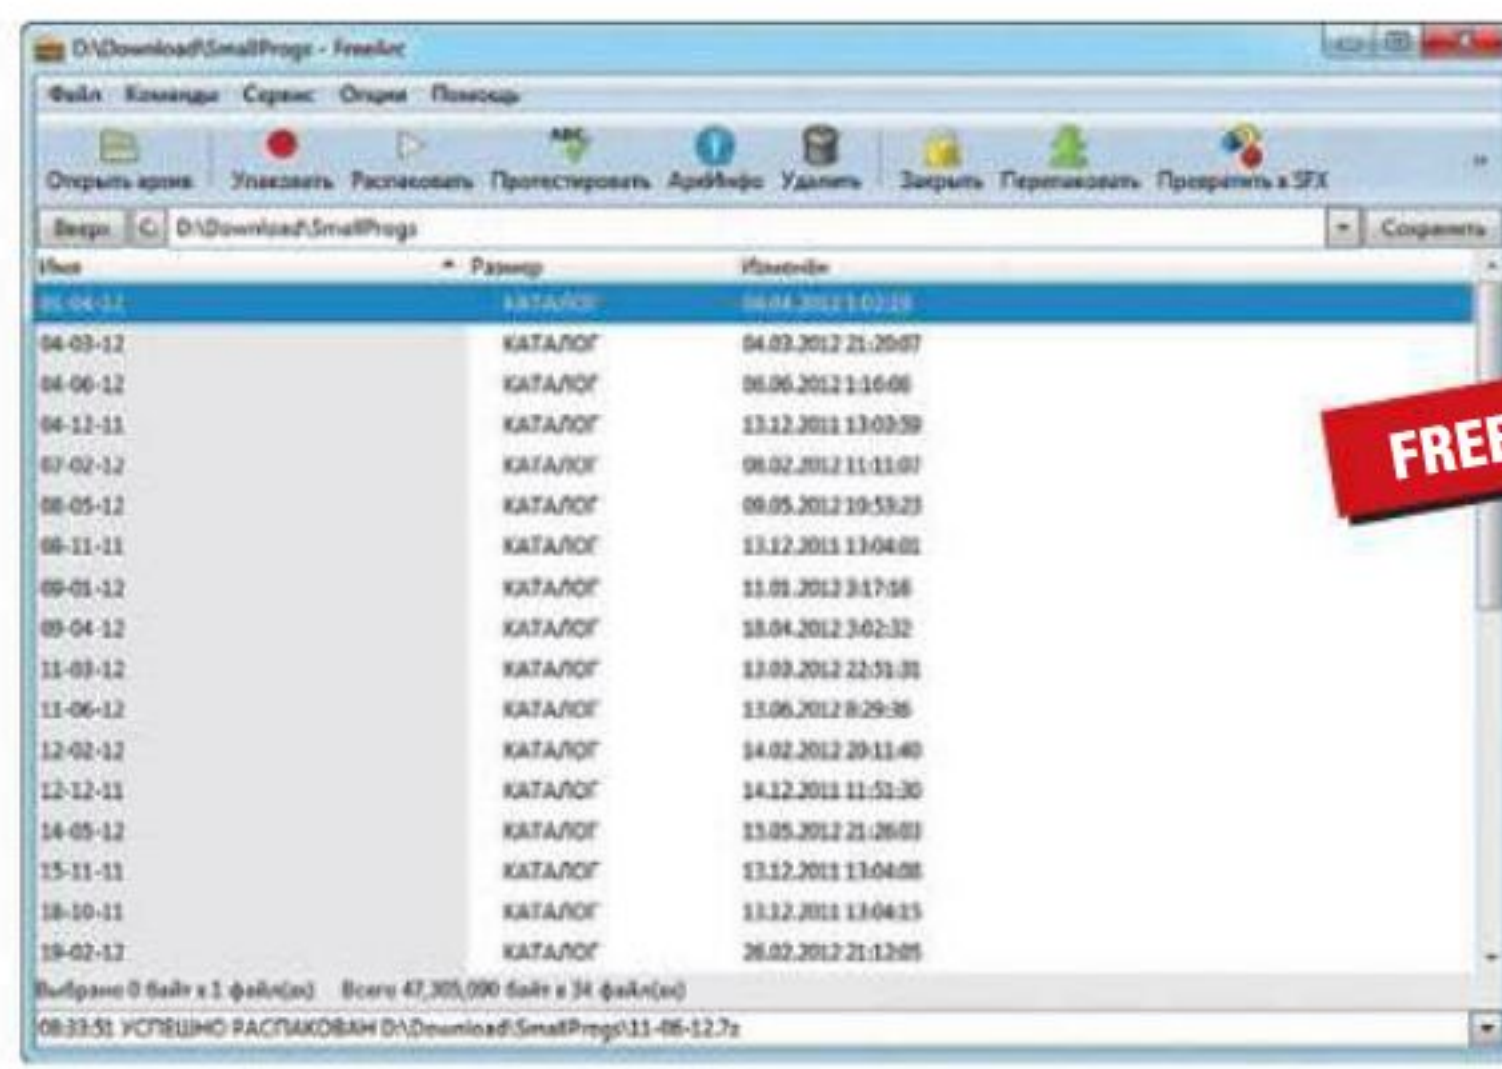 D:\Download\SmallProgs - FreeArc
Файл Команды Сервис Опции Помощь
Открыть архив Упаковать Распаковать Протестировать АрхИнфо Удалить Закрыть Перепаковать Превратить в SFX
Вверх С: D:\Download\SmallProgs Сохранить
Имя Размер Изменён
01-04-12 КАТАЛОГ
04-03-12 КАТАЛОГ 04.03.2012 21:20:07
04-06-12 КАТАЛОГ 06.06.2012 1:16:06
04-12-11 КАТАЛОГ 13.12.2011 13:03:59
07-02-12 КАТАЛОГ 08.02.2012 11:11:07
08-05-12 КАТАЛОГ 09.05.2012 19:53:23
08-11-11 КАТАЛОГ 13.12.2011 13:04:01
09-01-12 КАТАЛОГ 11.01.2012 3:17:16
09-04-12 КАТАЛОГ 18.04.2012 3:02:32
11-03-12 КАТАЛОГ 13.03.2012 22:51:31
11-06-12 КАТАЛОГ 13.06.2012 8:29:36
12-02-12 КАТАЛОГ 14.02.2012 20:11:40
12-12-11 КАТАЛОГ 14.12.2011 11:51:30
14-05-12 КАТАЛОГ 15.05.2012 21:26:03
15-11-11 КАТАЛОГ 13.12.2011 13:04:08
18-10-11 КАТАЛОГ 13.12.2011 13:04:15
19-02-12 КАТАЛОГ 26.02.2012 21:12:05
Выбрано 0 байт в 1 файл(ах) Всего 47,305,090 байт в 34 файл(ах)
08:33:51 УСПЕШНО РАСПАКОВАН D:\Download\SmallProgs\11-06-12.7z
FREE